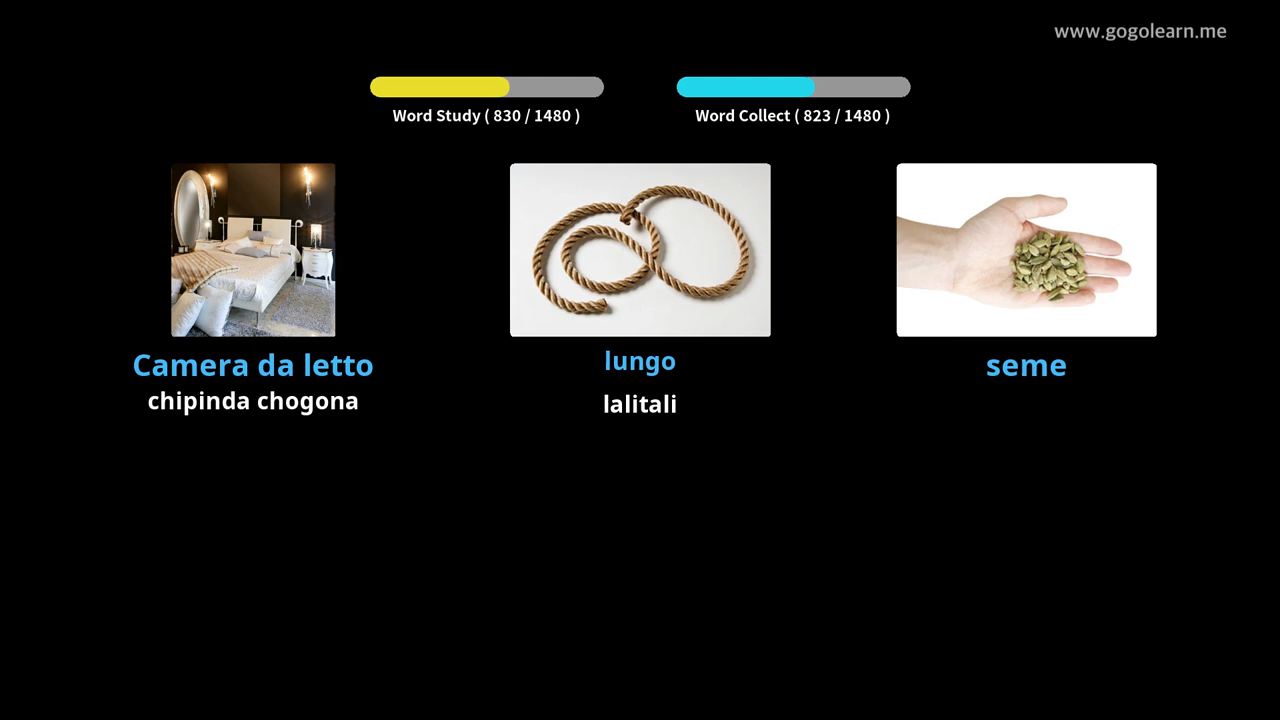 www.gogolearn.me
Word Study ( 830 / 1480 )
Word Collect ( 823 / 1480 )
Camera da letto
chipinda chogona
lungo
lalitali
seme